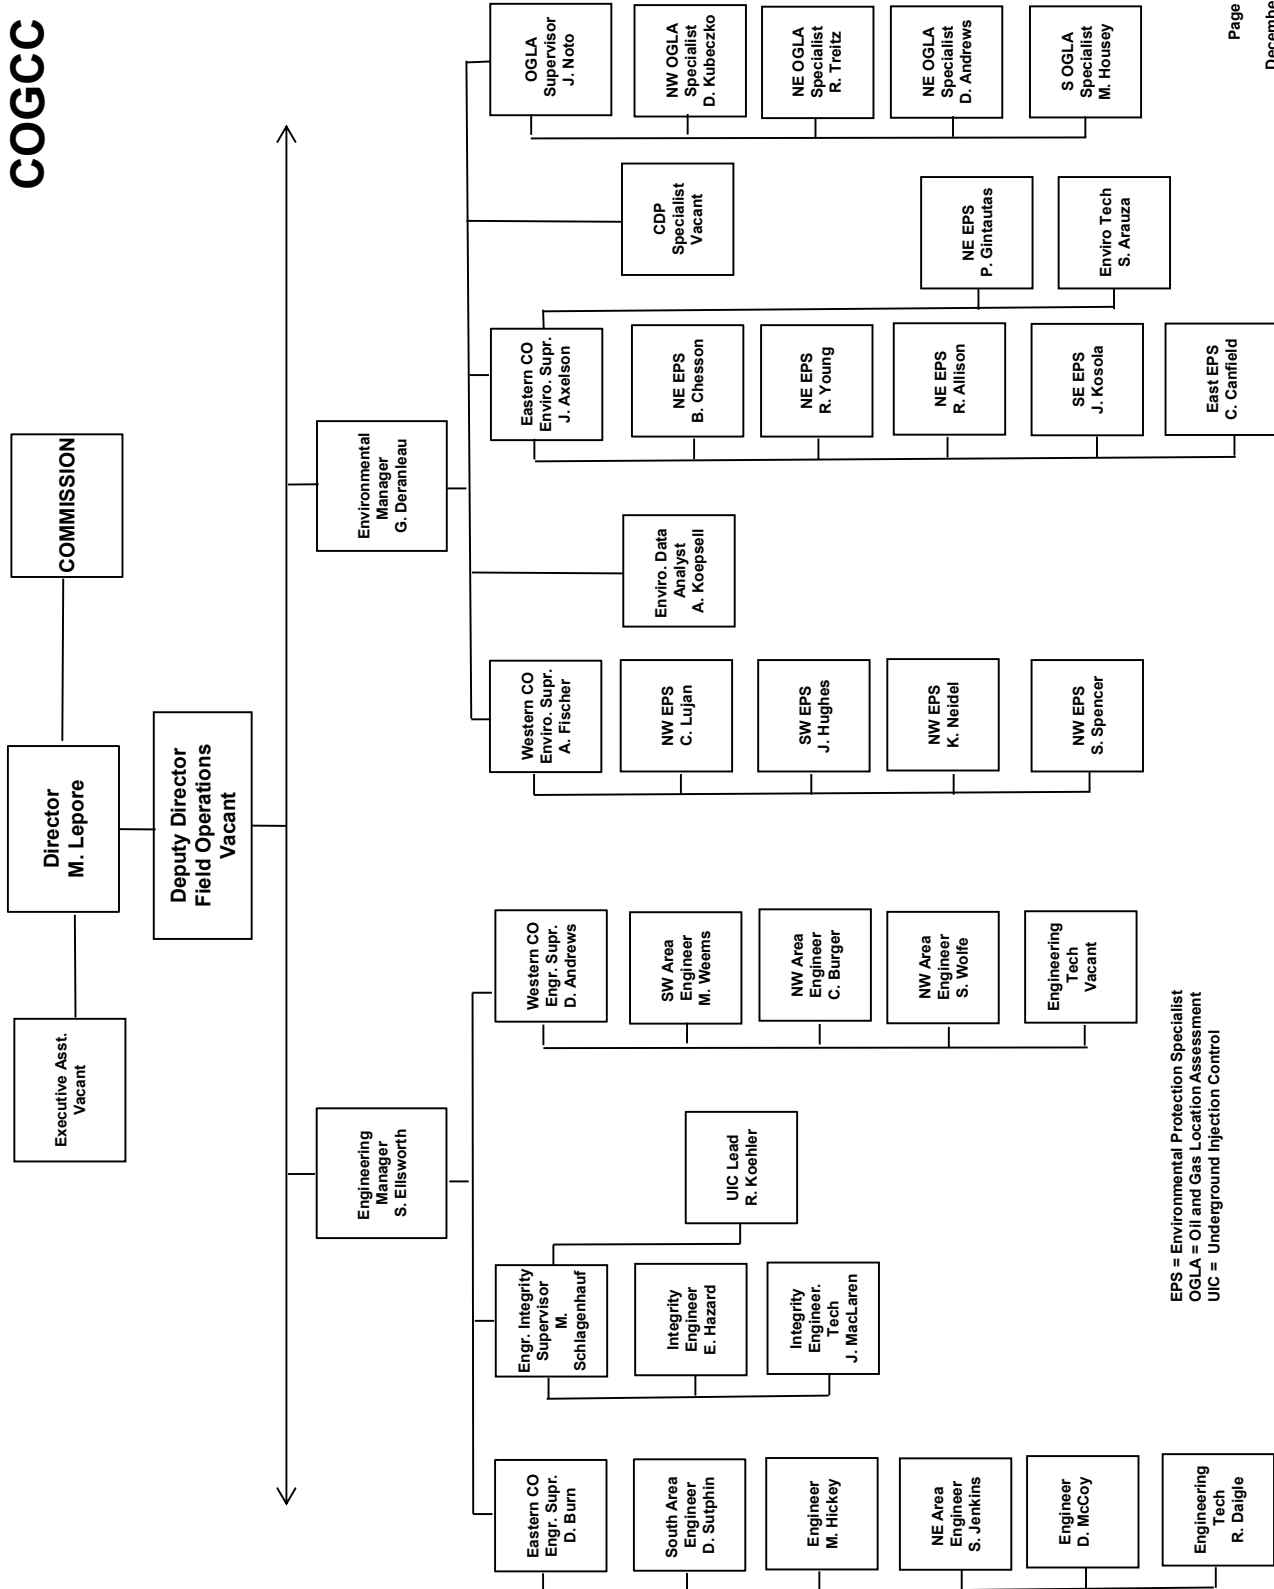 COGCC
COMMISSION
Director
M. Lepore
Executive Asst.
Vacant
Deputy Director
Field Operations
Vacant
Engineering
Manager
S. Ellsworth
Environmental
Manager
G. Deranleau
Eastern CO
Engr. Supr.
D. Burn
South Area
Engineer
D. Sutphin
Engineer
M. Hickey
NE Area
Engineer
S. Jenkins
Engineer
D. McCoy
Engineering
Tech
R. Daigle
Engr. Integrity
Supervisor
M.
Schlagenhauf
Integrity
Engineer
E. Hazard
Integrity
Engineer.
Tech
J. MacLaren
UIC Lead
R. Koehler
Western CO
Engr. Supr.
D. Andrews
SW Area
Engineer
M. Weems
NW Area
Engineer
C. Burger
NW Area
Engineer
S. Wolfe
Engineering
Tech
Vacant
Western CO
Enviro. Supr.
A. Fischer
NW EPS
C. Lujan
SW EPS
J. Hughes
NW EPS
K. Neidel
NW EPS
S. Spencer
Enviro. Data
Analyst
A. Koepsell
Eastern CO
Enviro. Supr.
J. Axelson
NE EPS
B. Chesson
NE EPS
R. Young
NE EPS
R. Allison
SE EPS
J. Kosola
East EPS
C. Canfield
NE EPS
P. Gintautas
Enviro Tech
S. Arauza
CDP
Specialist
Vacant
OGLA
Supervisor
J. Noto
NW OGLA
Specialist
D. Kubeczko
NE OGLA
Specialist
R. Treitz
NE OGLA
Specialist
D. Andrews
S OGLA
Specialist
M. Housey
EPS = Environmental Protection Specialist
OGLA = Oil and Gas Location Assessment
UIC = Underground Injection Control
Page